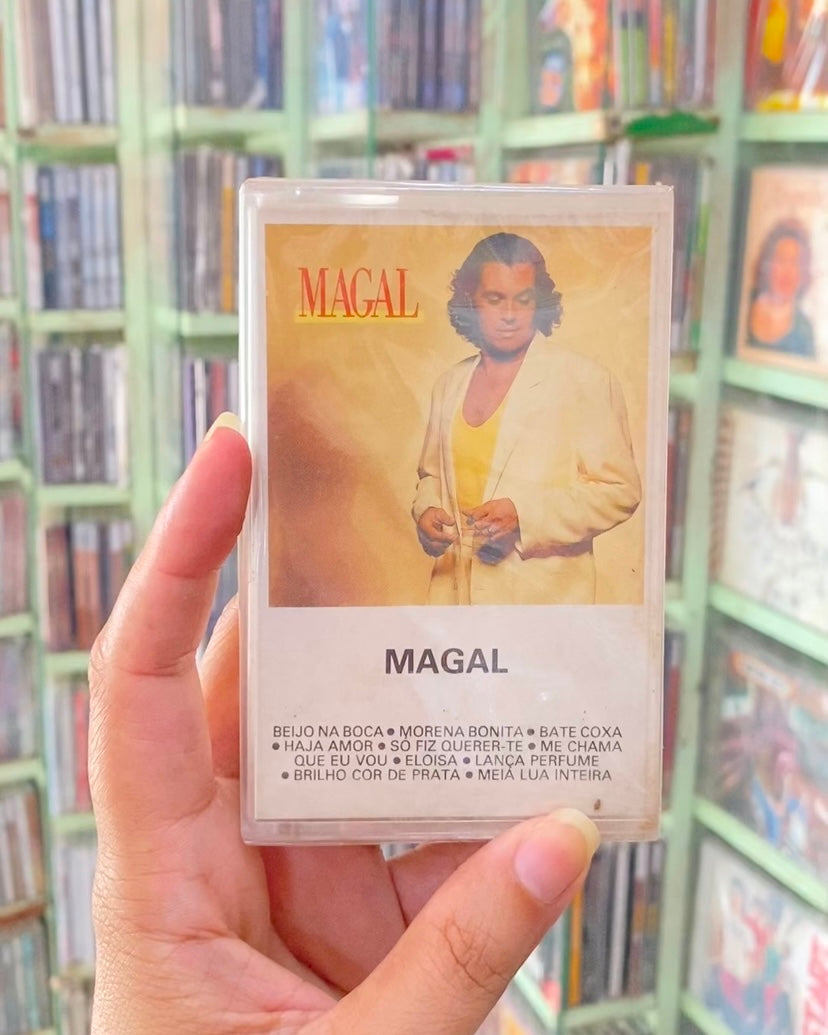 MAGAL
MAGAL
BEIJO NA BOCA ● MORENA BONITA ● BATE COXA
● HAJA AMOR ● SÓ FIZ QUERER-TE ● ME CHAMA
QUE EU VOU ● ELOISA ● LANÇA PERFUME
● BRILHO COR DE PRATA ● MEIA LUA INTEIRA